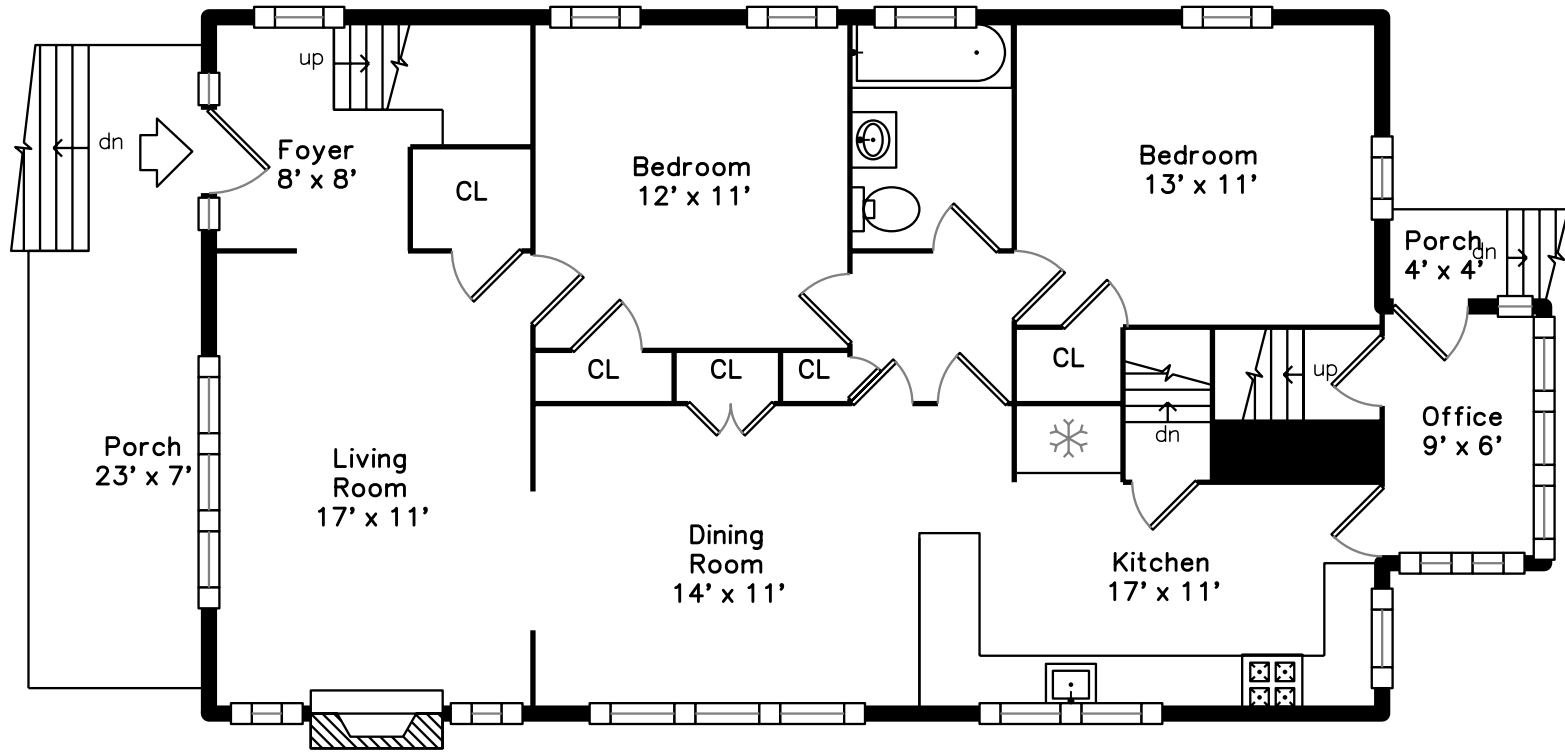 up
dn
Foyer
8' x 8'
CL
Bedroom
12' x 11'
Bedroom
13' x 11'
Porch
4' x 4'
dn
CL
CL
CL
CL
up
dn
Office
9' x 6'
Porch
23' x 7'
Living
Room
17' x 11'
Dining
Room
14' x 11'
Kitchen
17' x 11'